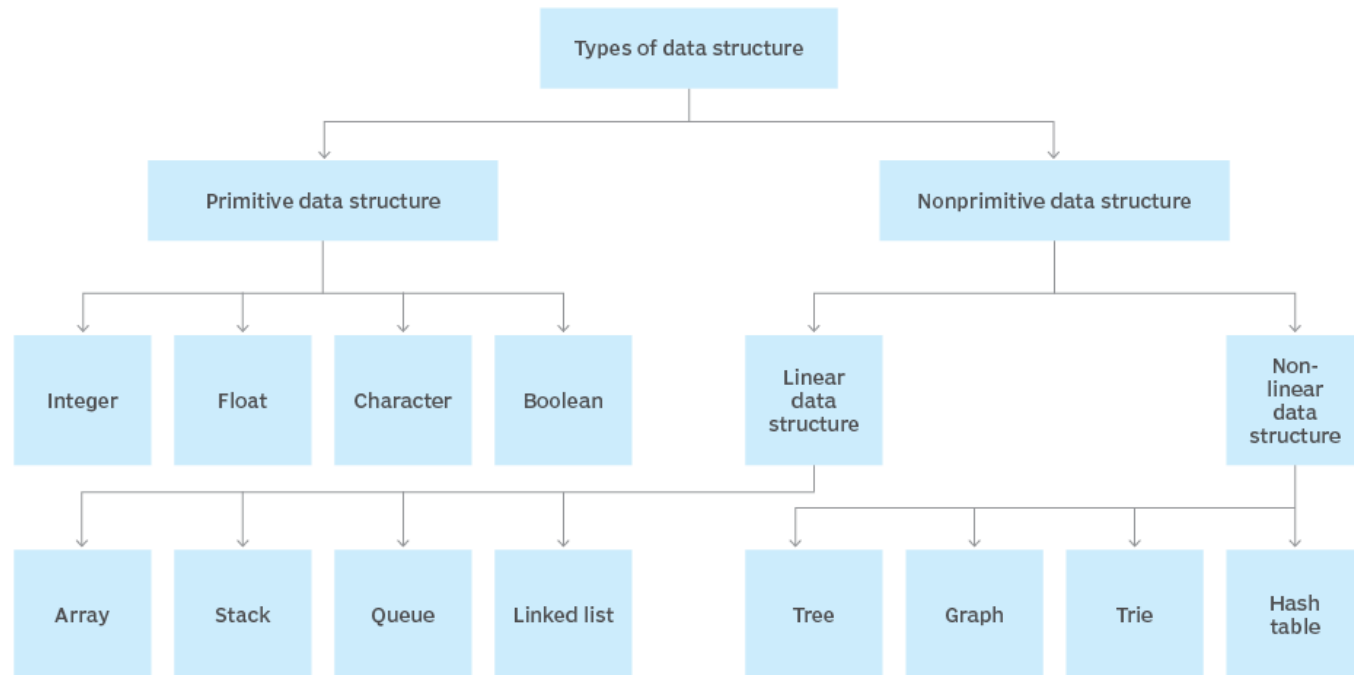 Types of data structure
Primitive data structure
Nonprimitive data structure
Integer
Float
Character
Boolean
Linear
data
structure
Non-
linear
data
structure
Array
Stack
Queue
Linked list
Tree
Graph
Trie
Hash
table